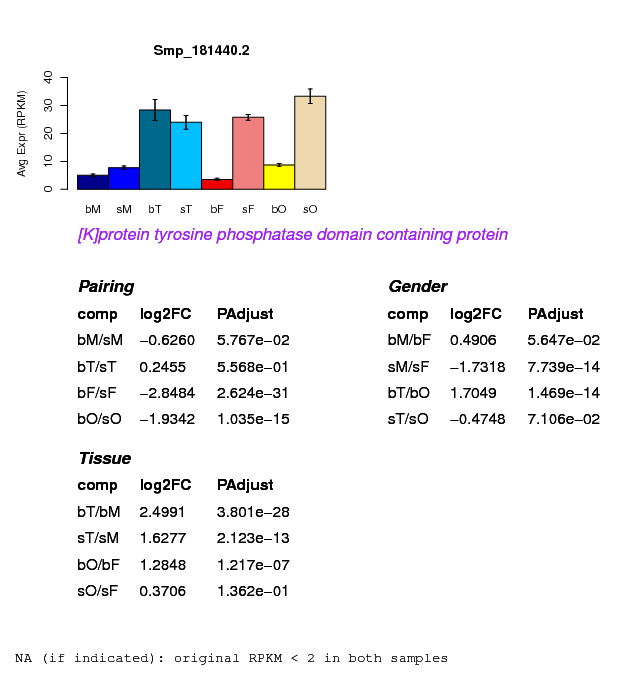 Smp_181440.2
Avg Expr (RPKM)
40
30
20
10
0
bM sM bT sT bF sF bO sO
[K]protein tyrosine phosphatase domain containing protein
Pairing
comp log2FC PAdjust
bM/sM −0.6260 5.767e−02
bT/sT 0.2455 5.568e−01
bF/sF −2.8484 2.624e−31
bO/sO −1.9342 1.035e−15
Gender
comp log2FC PAdjust
bM/bF 0.4906 5.647e−02
sM/sF −1.7318 7.739e−14
bT/bO 1.7049 1.469e−14
sT/sO −0.4748 7.106e−02
Tissue
comp log2FC PAdjust
bT/bM 2.4991 3.801e−28
sT/sM 1.6277 2.123e−13
bO/bF 1.2848 1.217e−07
sO/sF 0.3706 1.362e−01
NA (if indicated): original RPKM < 2 in both samples